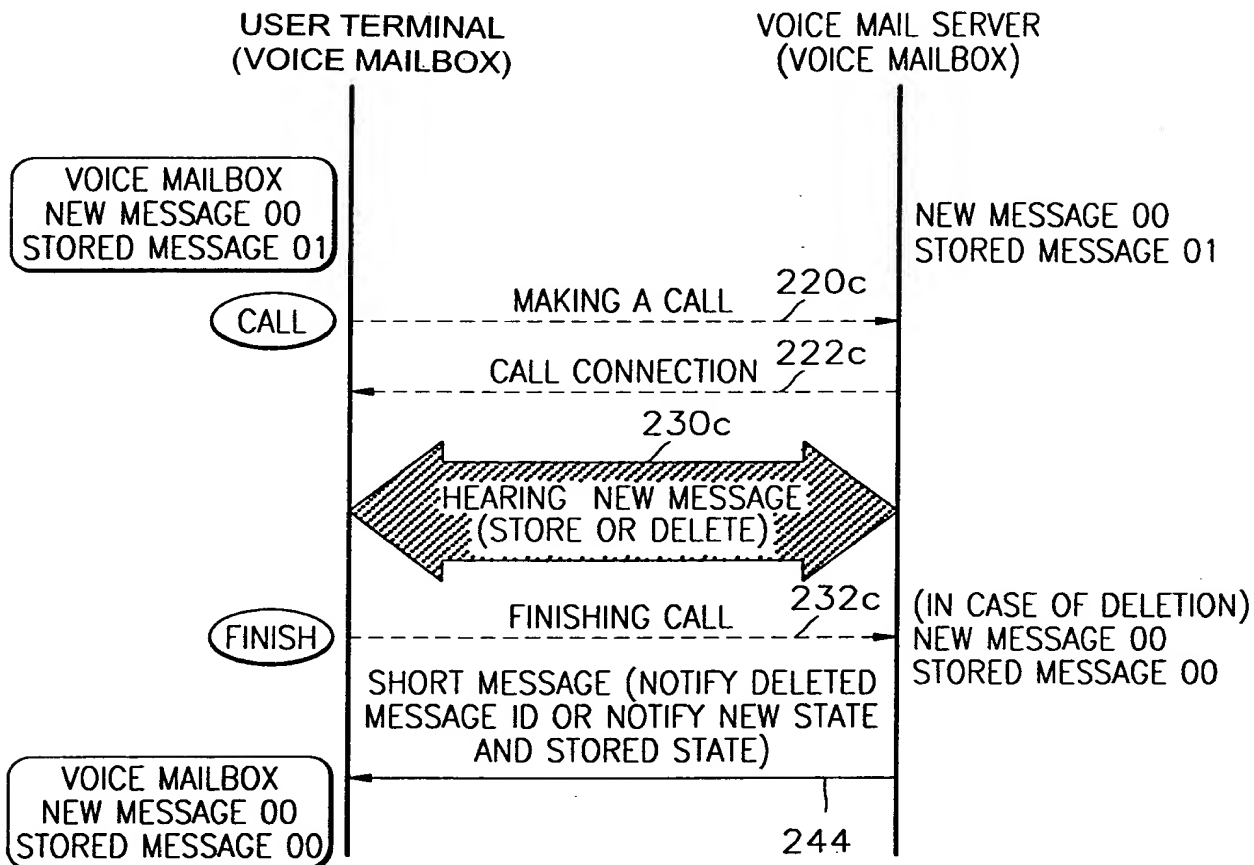 USER TERMINAL
(VOICE MAILBOX)
VOICE MAIL SERVER
(VOICE MAILBOX)
VOICE MAILBOX
NEW MESSAGE 00
STORED MESSAGE 01
NEW MESSAGE 00
STORED MESSAGE 01
220c
MAKING A CALL
CALL
222c
CALL CONNECTION
230c
HEARING NEW MESSAGE
(STORE OR DELETE)
232c
FINISHING CALL
FINISH
(IN CASE OF DELETION)
NEW MESSAGE 00
STORED MESSAGE 00
SHORT MESSAGE (NOTIFY DELETED
MESSAGE ID OR NOTIFY NEW STATE
AND STORED STATE)
VOICE MAILBOX
NEW MESSAGE 00
STORED MESSAGE 00
244